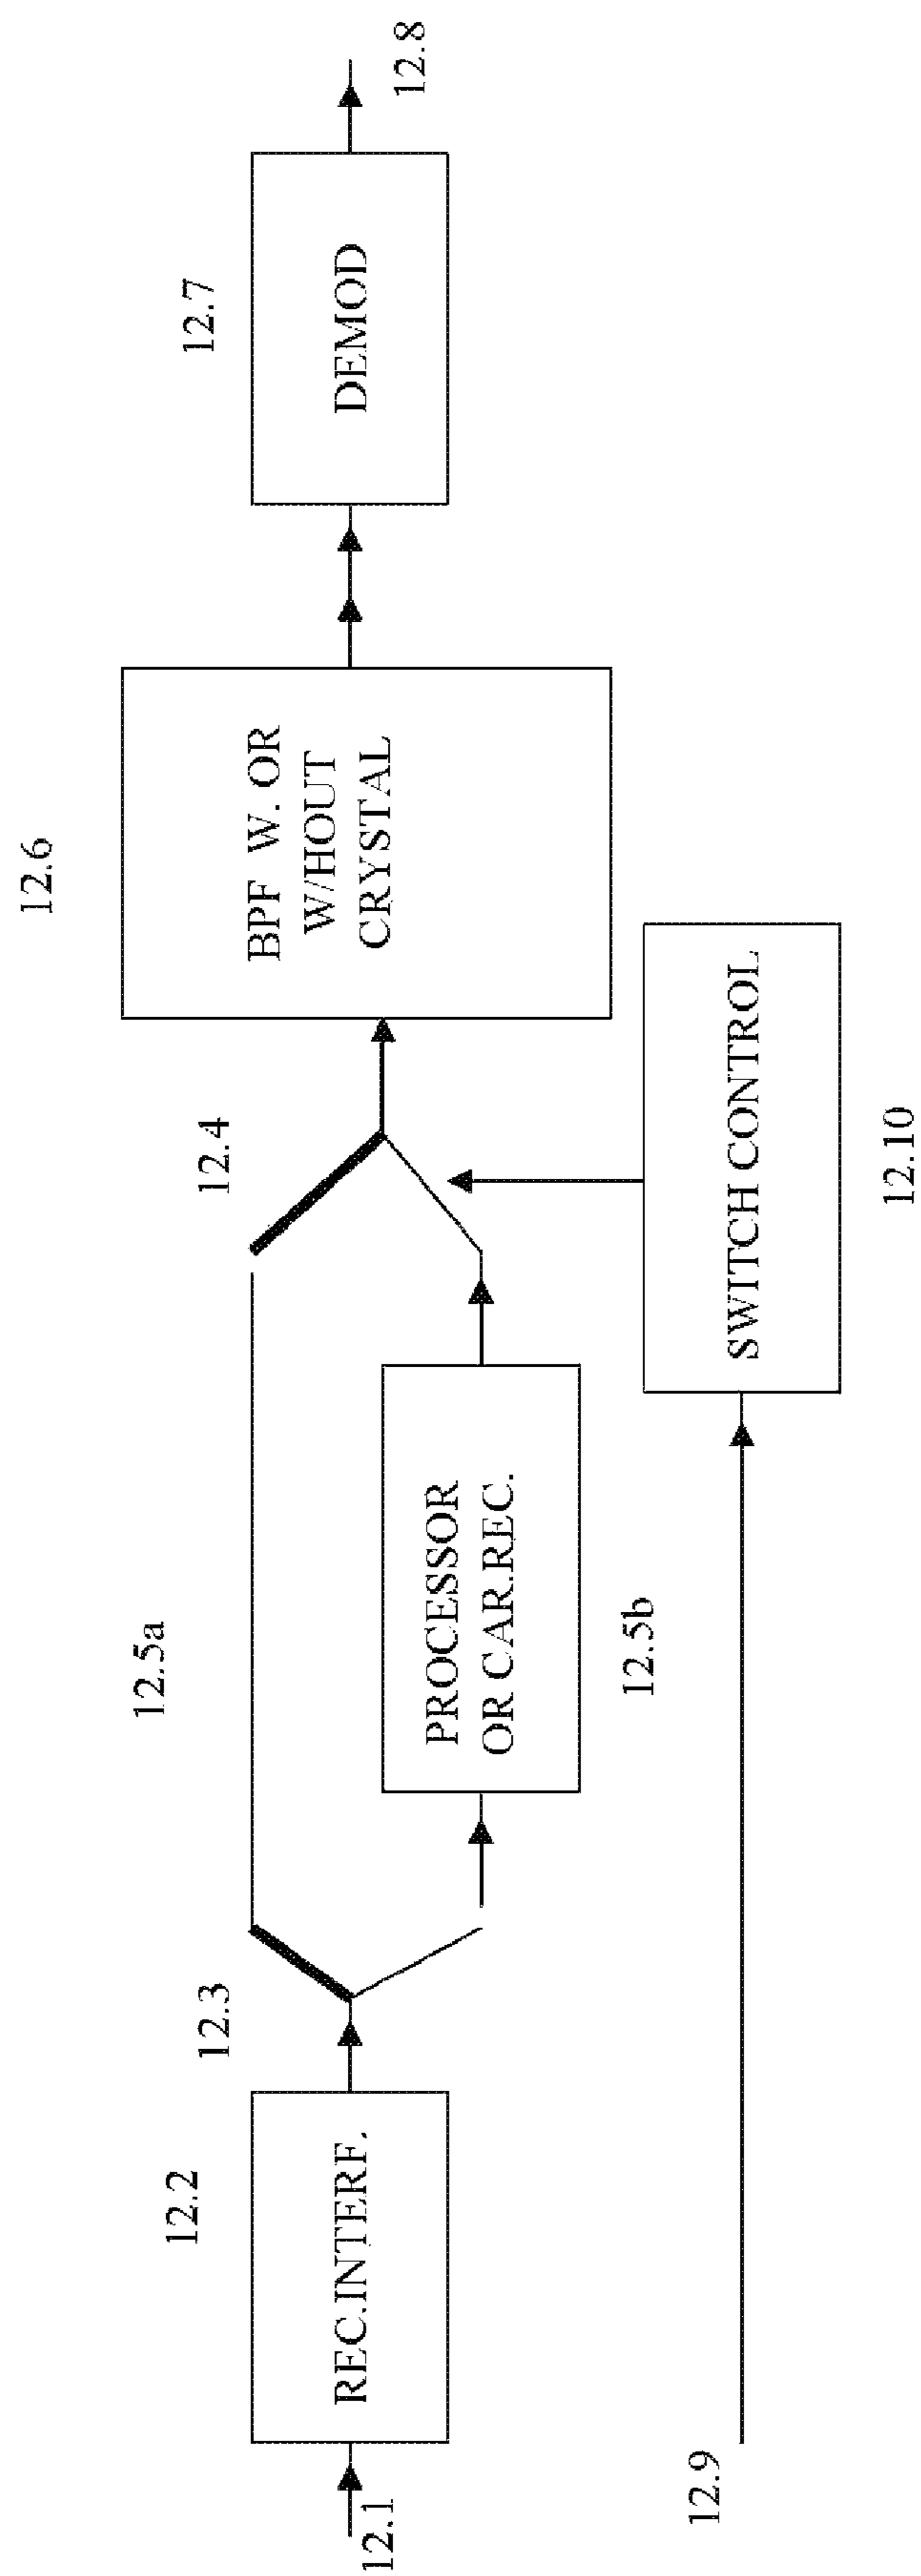 12.1
REC.INTERF.
12.2
12.3
12.5a
PROCESSOR
OR CAR.REC.
12.5b
12.4
12.6
BPF W. OR
W/HOUT
CRYSTAL
12.7
DEMOD
12.8
12.9
SWITCH CONTROL
12.10